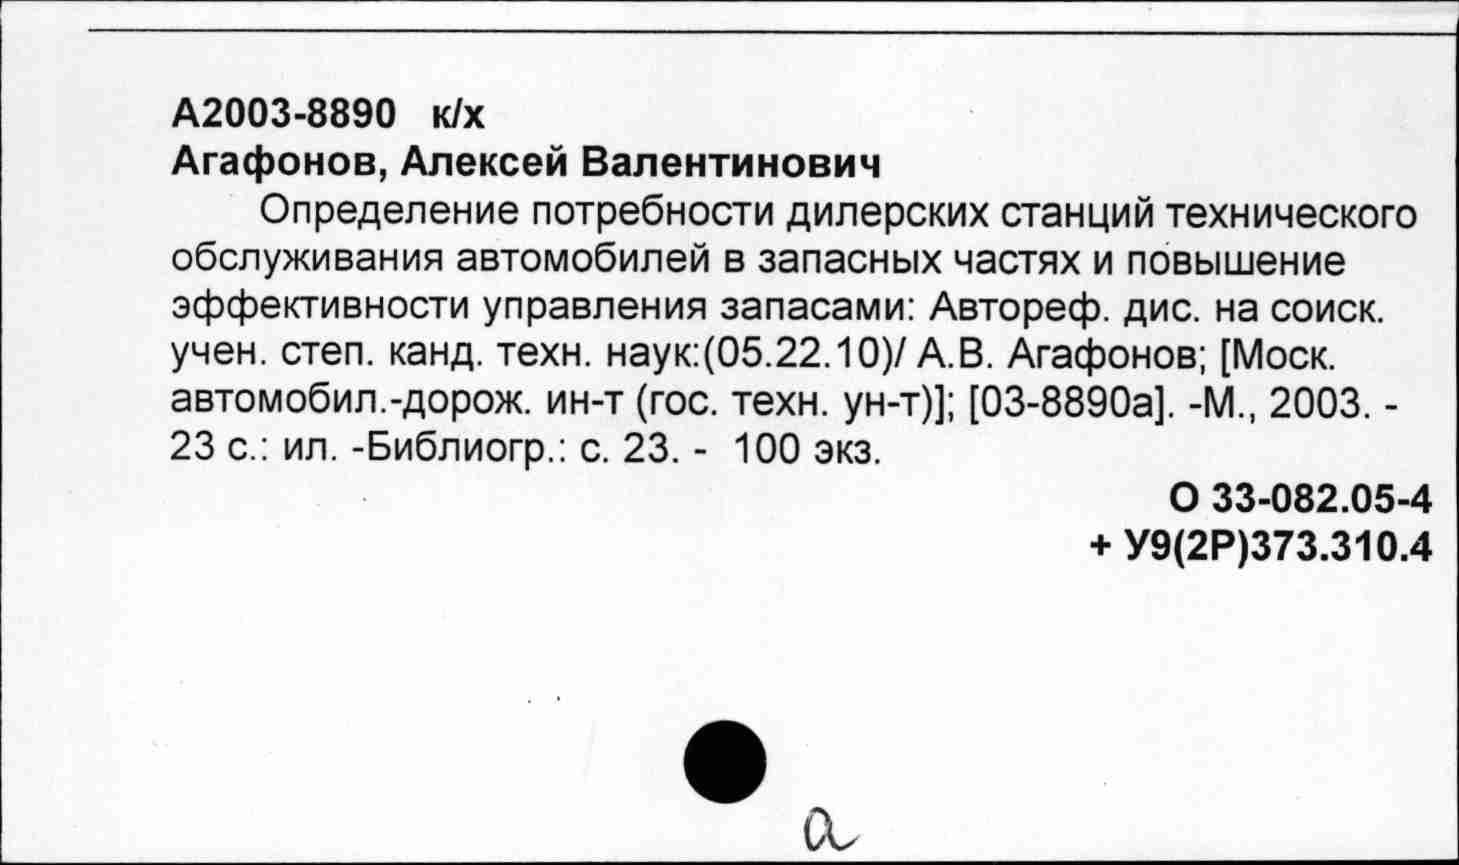 А2003-8890 к/х
Агафонов, Алексей Валентинович
Определение потребности дилерских станций технического
обслуживания автомобилей в запасных частях и повышение
эффективности управления запасами: Автореф. дис. на соиск.
учен. степ. канд. техн. наук:(05.22.10)/ А.В. Агафонов; [Моск.
автомобил.-дорож. ин-т (гос. техн. ун-т)]; [03-8890а]. -М., 2003. -
23 с.: ил. -Библиогр.: с. 23. - 100 экз.
О 33-082.05-4
+ У9(2Р)373.310.4
а